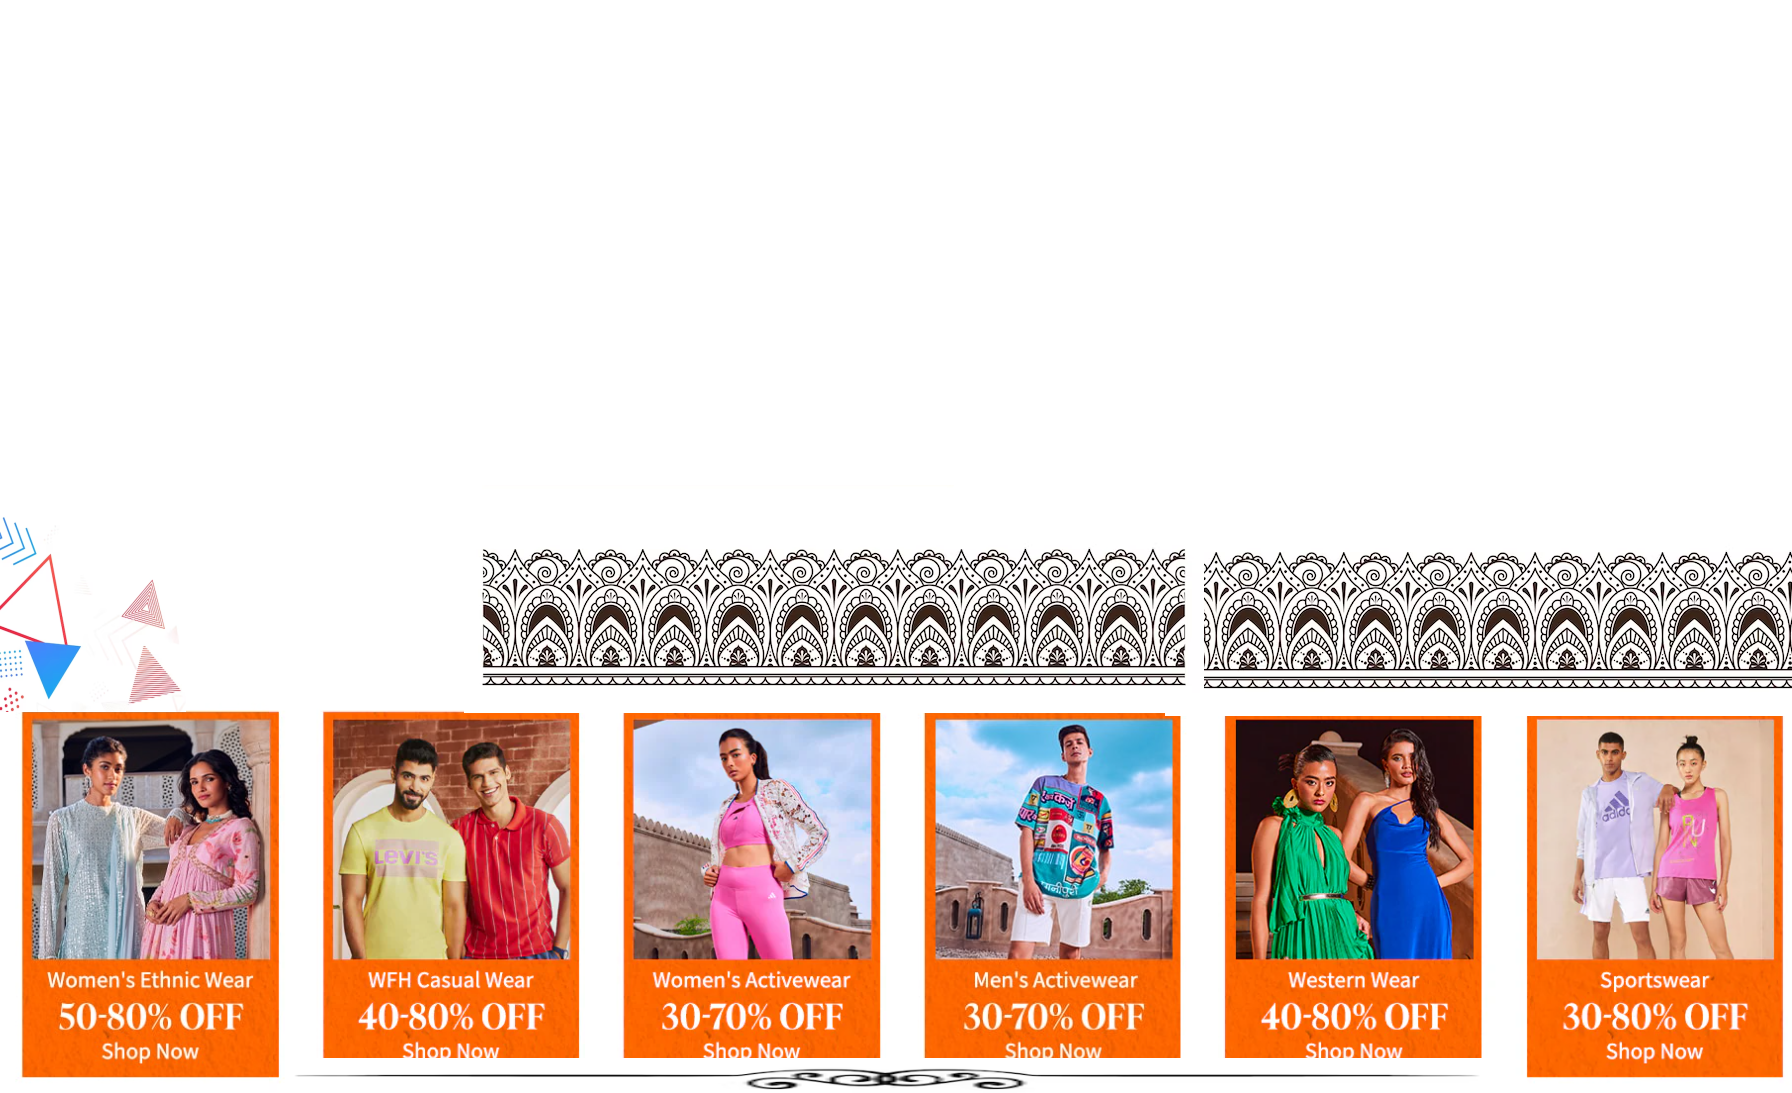 Women's Ethnic Wear
50-80% OFF
Shop Now
LEVI'S
WFH Casual Wear
40-80% OFF
Shop Now
Women's Activewear
30-70% OFF
Shop Now
Men's Activewear
30-70% OFF
Shop Now
Western Wear
40-80% OFF
Shop Now
adidas
RUN
Sportswear
30-80% OFF
Shop Now